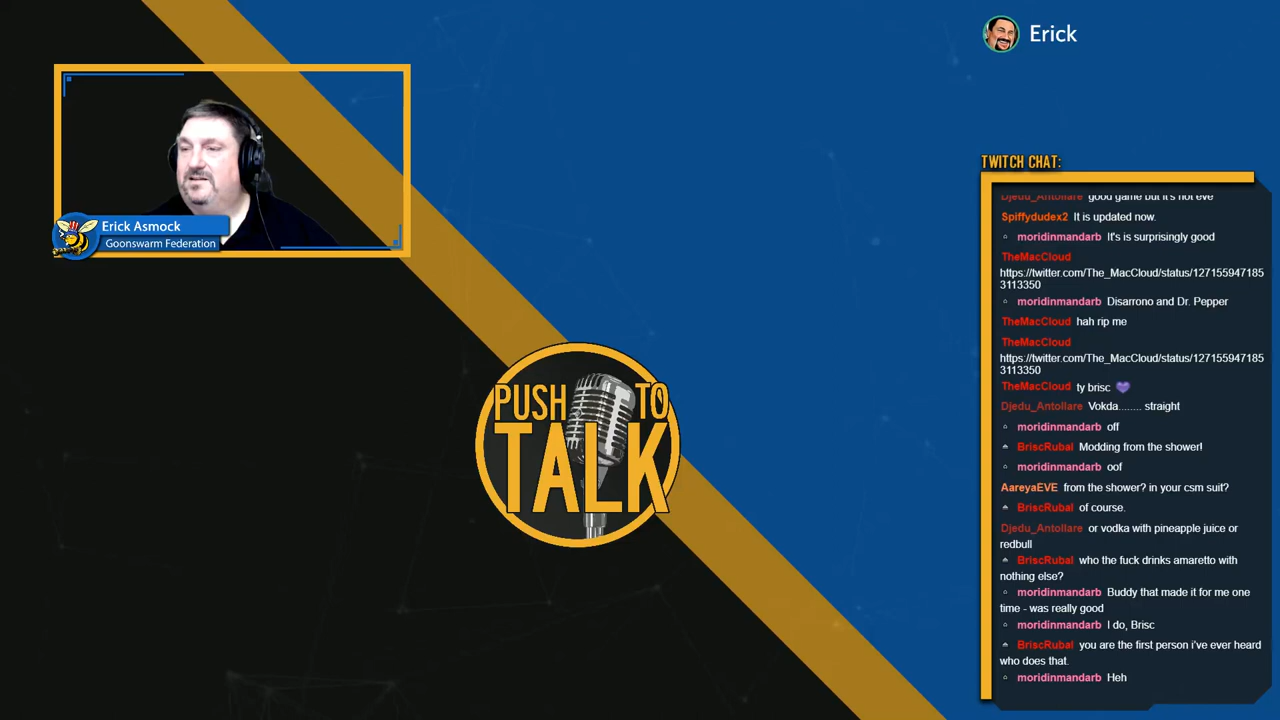 Erick
Erick Asmock
Goonswarm Federation
PUSH TO
TALK
TWITCH CHAT:
Djedu_Antollare good game but it's not eve
Spiffydudex2 It is updated now.
moridinmandarb It's is surprisingly good
TheMacCloud
https://twitter.com/The_MacCloud/status/127155947185
3113350
moridinmandarb Disarrono and Dr. Pepper
TheMacCloud hah rip me
TheMacCloud
https://twitter.com/The_MacCloud/status/127155947185
3113350
TheMacCloud ty brisc 💜
Djedu_Antollare Vokda........ straight
moridinmandarb off
BriscRubal Modding from the shower!
moridinmandarb oof
AareyaEVE from the shower? in your csm suit?
BriscRubal of course.
Djedu_Antollare or vodka with pineapple juice or
redbull
BriscRubal who the fuck drinks amaretto with
nothing else?
moridinmandarb Buddy that made it for me one
time - was really good
moridinmandarb I do, Brisc
BriscRubal you are the first person i've ever heard
who does that.
moridinmandarb Heh